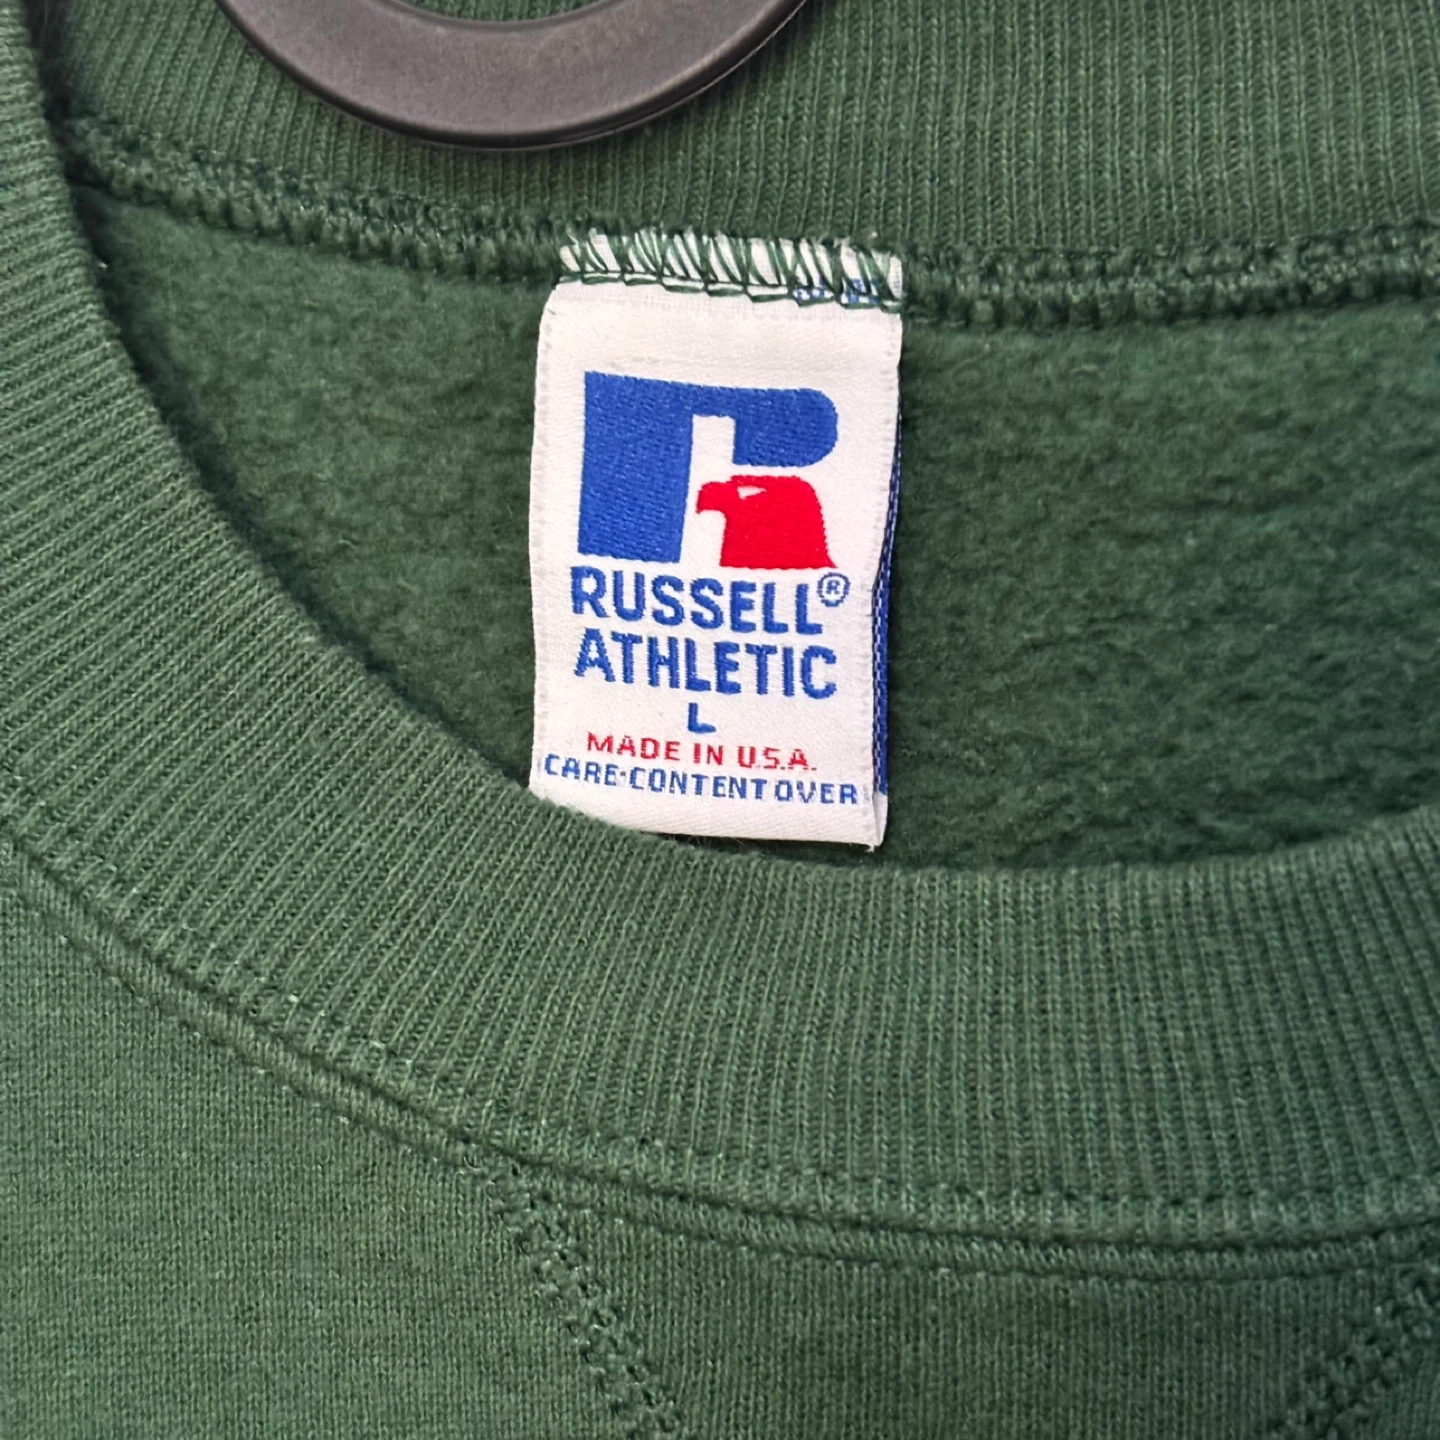 RUSSELL®
ATHLETIC
L
MADE IN U.S.A.
CARE·CONTENT OVER